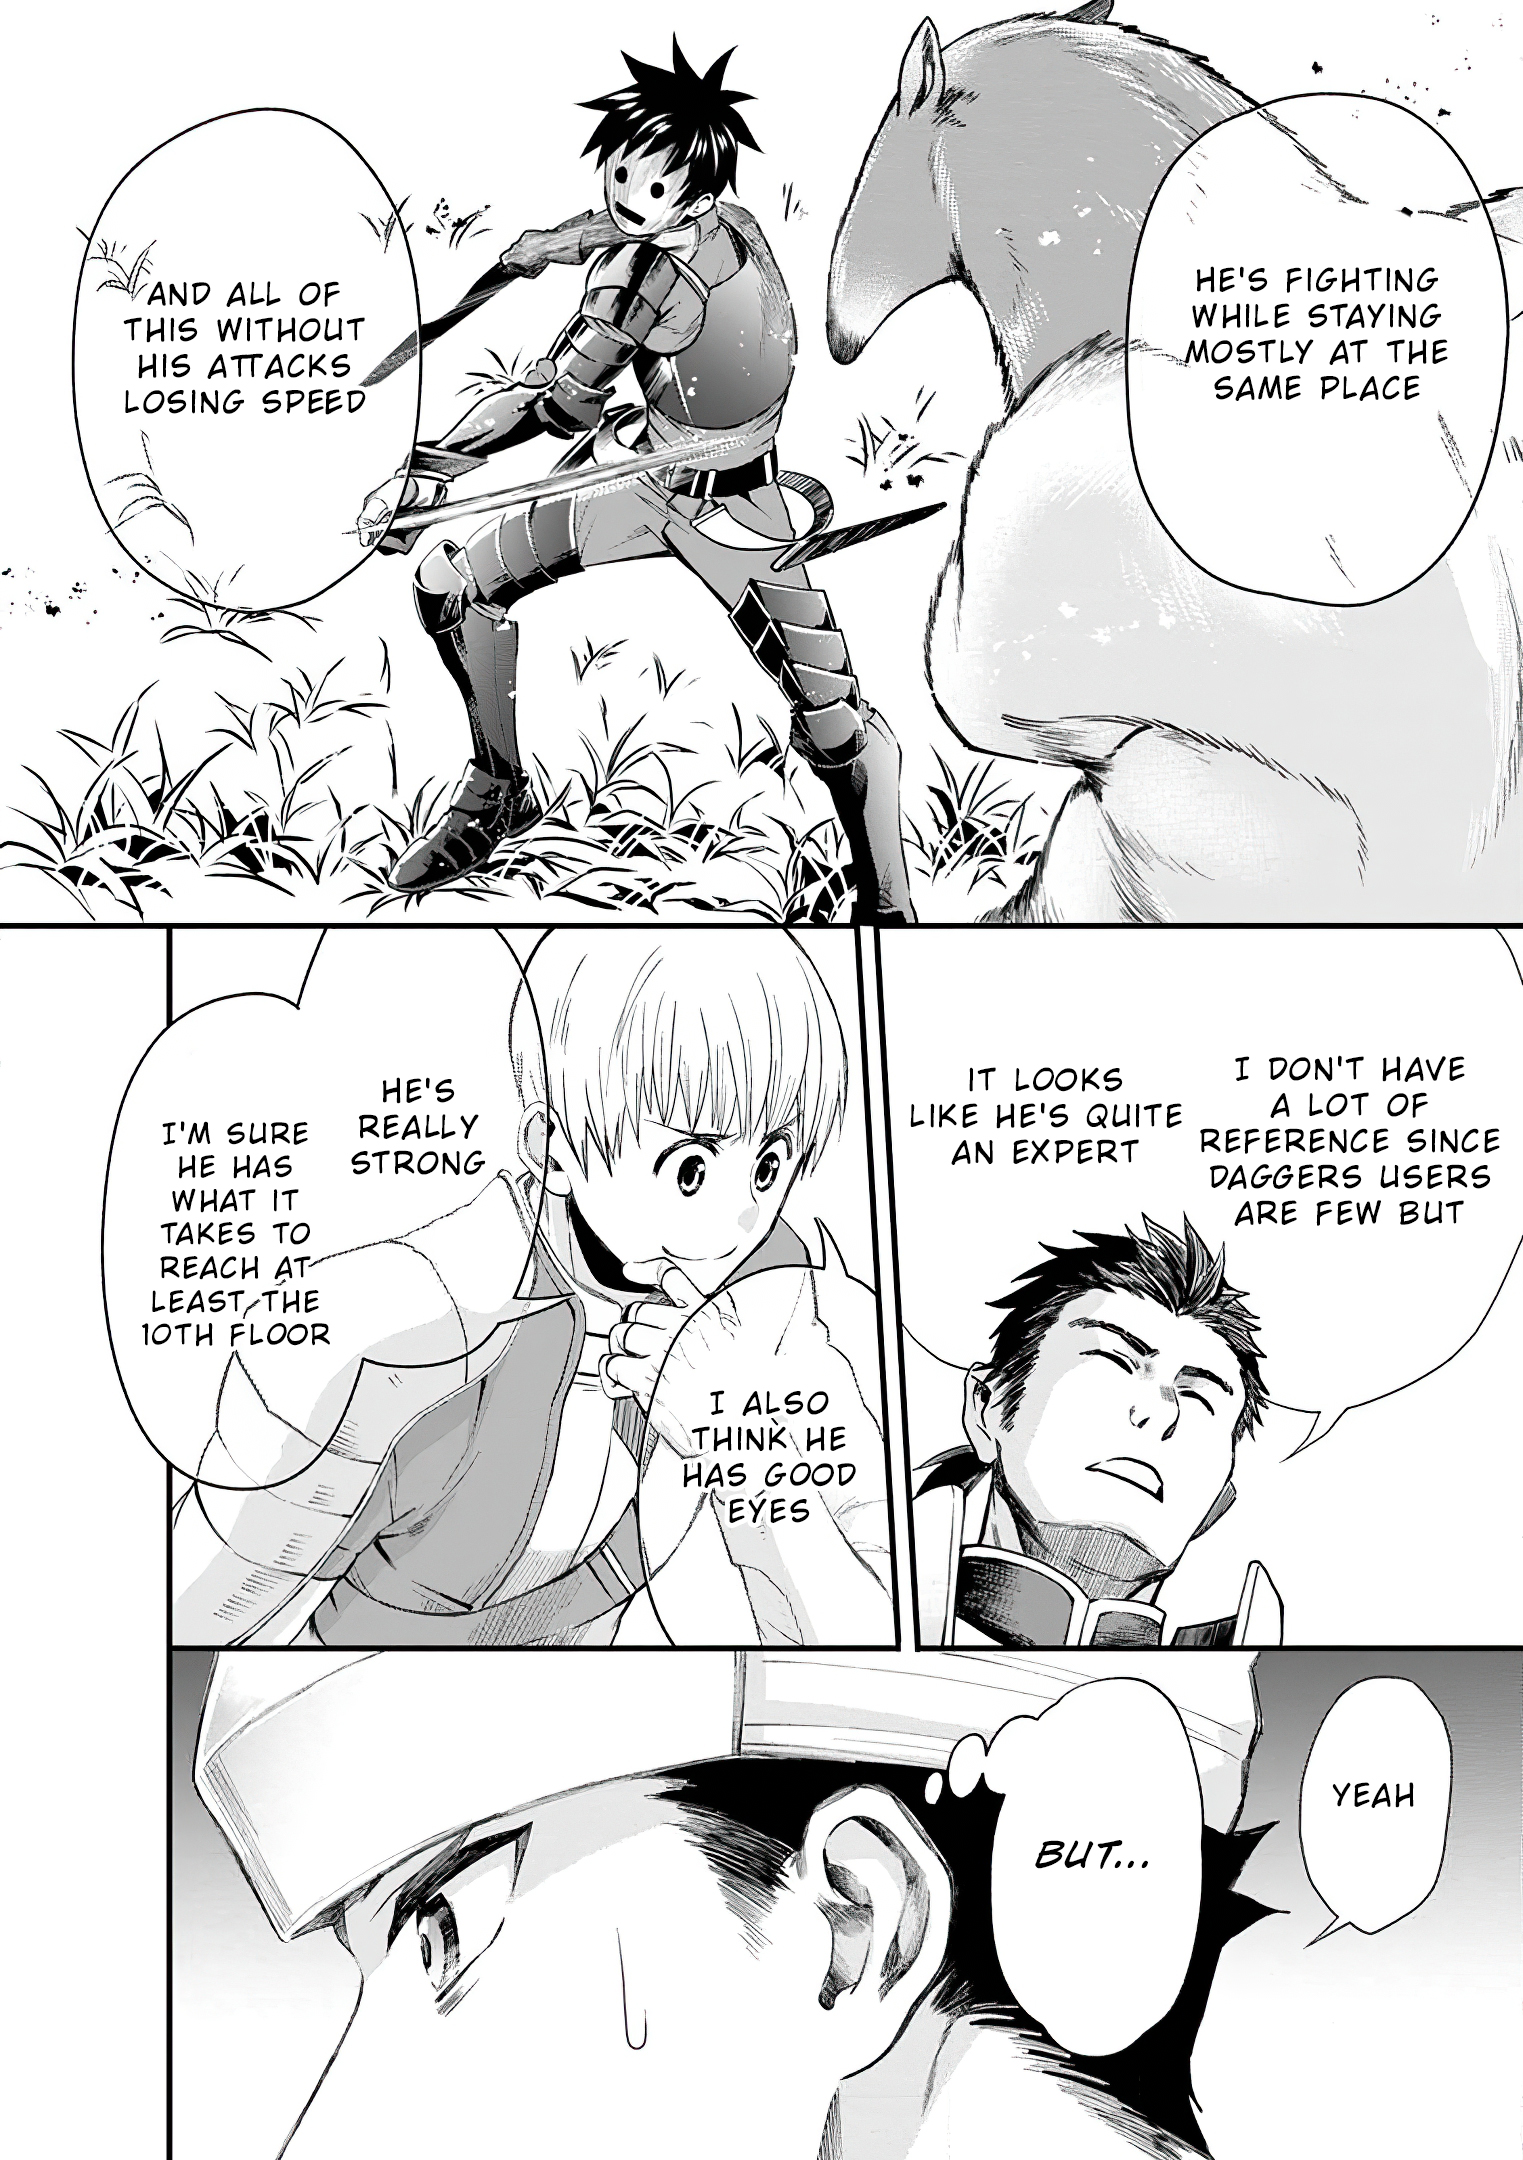 HE'S FIGHTING
WHILE STAYING
MOSTLY AT THE
SAME PLACE
AND ALL OF
THIS WITHOUT
HIS ATTACKS
LOSING SPEED
I DON'T HAVE
A LOT OF
REFERENCE SINCE
DAGGERS USERS
ARE FEW BUT
IT LOOKS
LIKE HE'S QUITE
AN EXPERT
I ALSO
THINK HE
HAS GOOD
EYES
HE'S
REALLY
STRONG
I'M SURE
HE HAS
WHAT IT
TAKES TO
REACH AT
LEAST THE
10TH FLOOR
YEAH
BUT...